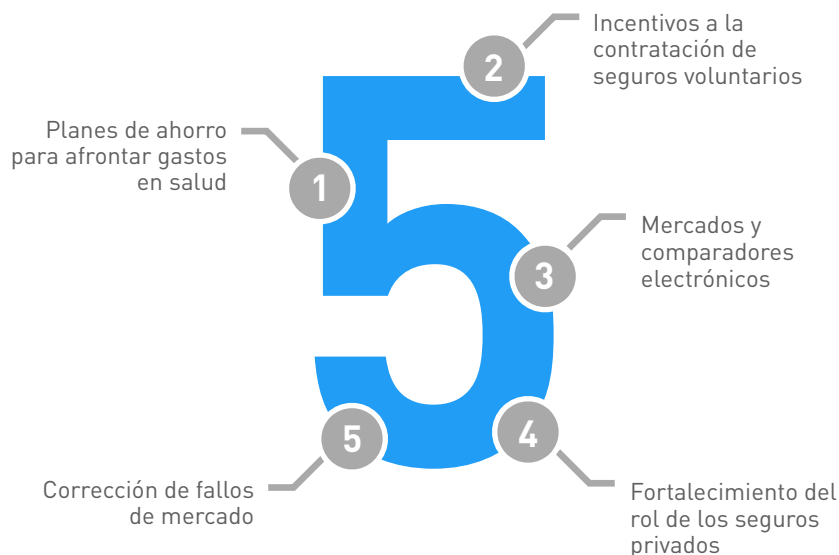 1
Planes de ahorro
para afrontar gastos
en salud
2
Incentivos a la
contratación de
seguros voluntarios
3
Mercados y
comparadores
electrónicos
4
Fortalecimiento del
rol de los seguros
privados
5
Corrección de fallos
de mercado
5